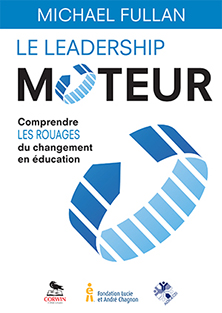 MICHAEL FULLAN
LE LEADERSHIP
MOTEUR
Comprendre
LES ROUAGES
du changement
en éducation
CORWIN
Fondation Lucie
et André Chagnon